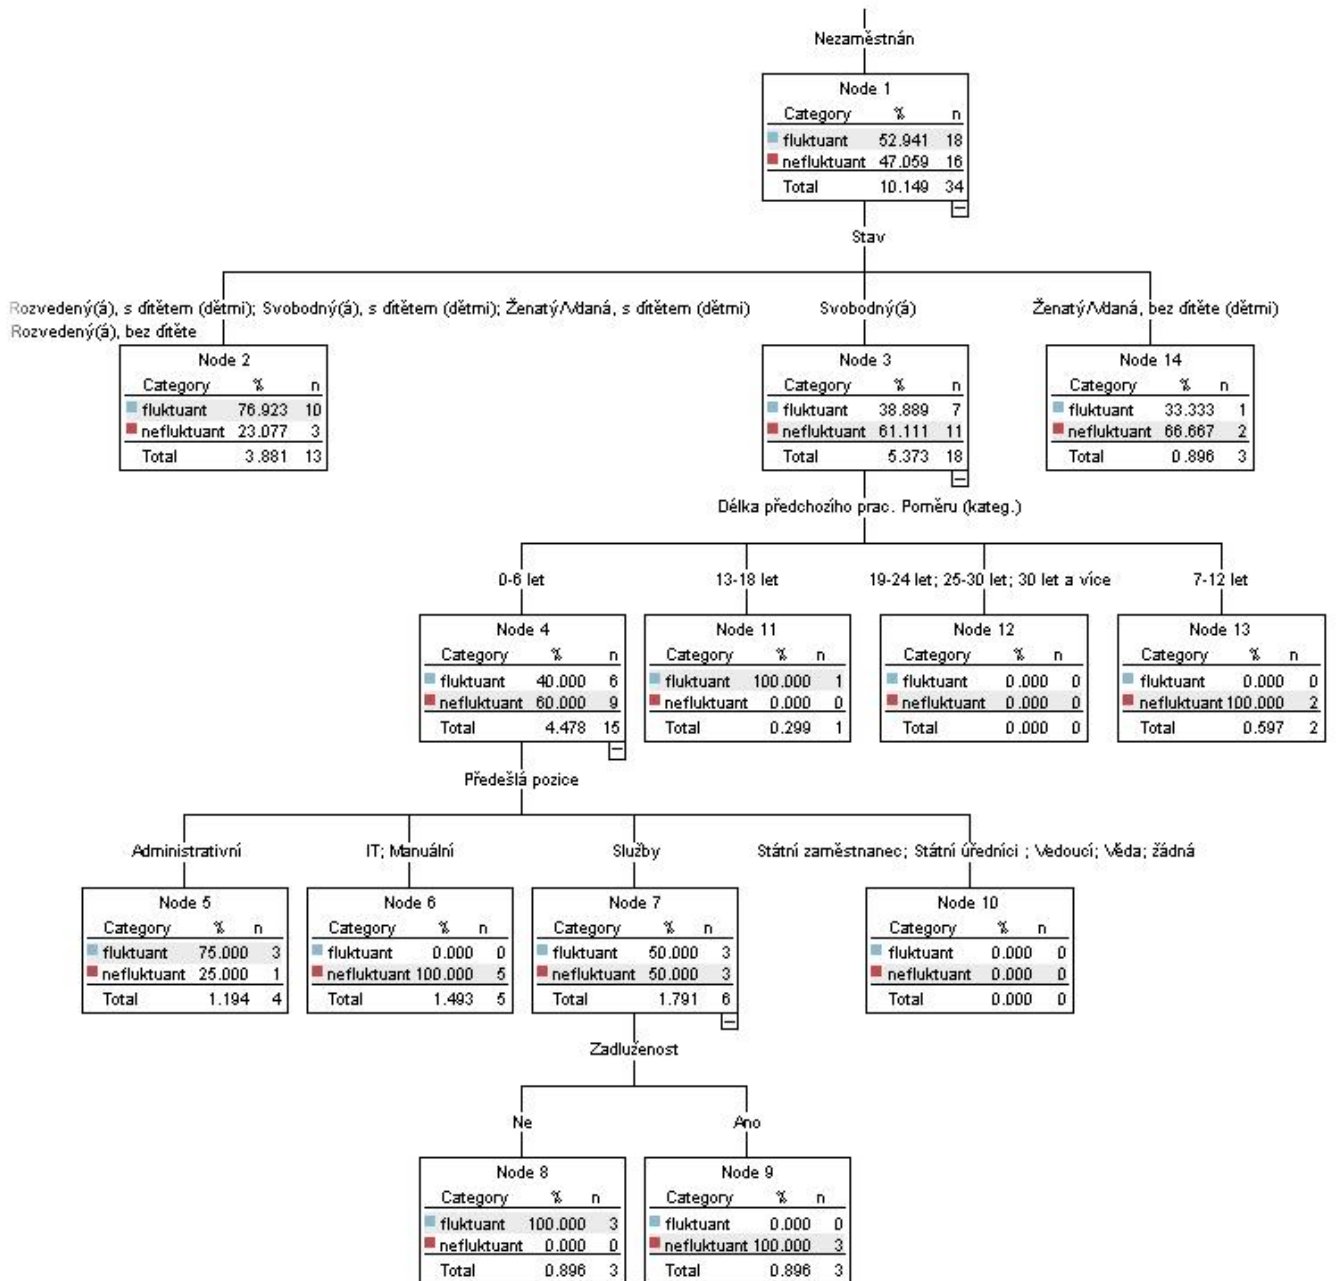 Nezaměstnán
Node 1
Category % n
fluktuant 52.941 18
nefluktuant 47.059 16
Total 10.149 34
Stav
Rozvedený(á), s dítětem (dětmi); Svobodný(á), s dítětem (dětmi); Ženatý/Vdaná, s dítětem (dětmi)
Rozvedený(á), bez dítěte
Node 2
Category % n
fluktuant 76.923 10
nefluktuant 23.077 3
Total 3.881 13
Svobodný(á)
Node 3
Category % n
fluktuant 38.889 7
nefluktuant 61.111 11
Total 5.373 18
Ženatý/Vdaná, bez dítěte (dětmi)
Node 14
Category % n
fluktuant 33.333 1
nefluktuant 66.667 2
Total 0.896 3
Délka předchozího prac. Poměru (kateg.)
0-6 let
Node 4
Category % n
fluktuant 40.000 6
nefluktuant 60.000 9
Total 4.478 15
13-18 let
Node 11
Category % n
fluktuant 100.000 1
nefluktuant 0.000 0
Total 0.299 1
19-24 let; 25-30 let; 30 let a více
Node 12
Category % n
fluktuant 0.000 0
nefluktuant 0.000 0
Total 0.000 0
7-12 let
Node 13
Category % n
fluktuant 0.000 0
nefluktuant 100.000 2
Total 0.597 2
Předešlá pozice
Administrativní
Node 5
Category % n
fluktuant 75.000 3
nefluktuant 25.000 1
Total 1.194 4
IT; Manuální
Node 6
Category % n
fluktuant 0.000 0
nefluktuant 100.000 5
Total 1.493 5
Služby
Node 7
Category % n
fluktuant 50.000 3
nefluktuant 50.000 3
Total 1.791 6
Státní zaměstnanec; Státní úředníci ; Vedoucí; Věda; žádná
Node 10
Category % n
fluktuant 0.000 0
nefluktuant 0.000 0
Total 0.000 0
Zadluženost
Ne
Node 8
Category % n
fluktuant 100.000 3
nefluktuant 0.000 0
Total 0.896 3
Ano
Node 9
Category % n
fluktuant 0.000 0
nefluktuant 100.000 3
Total 0.896 3